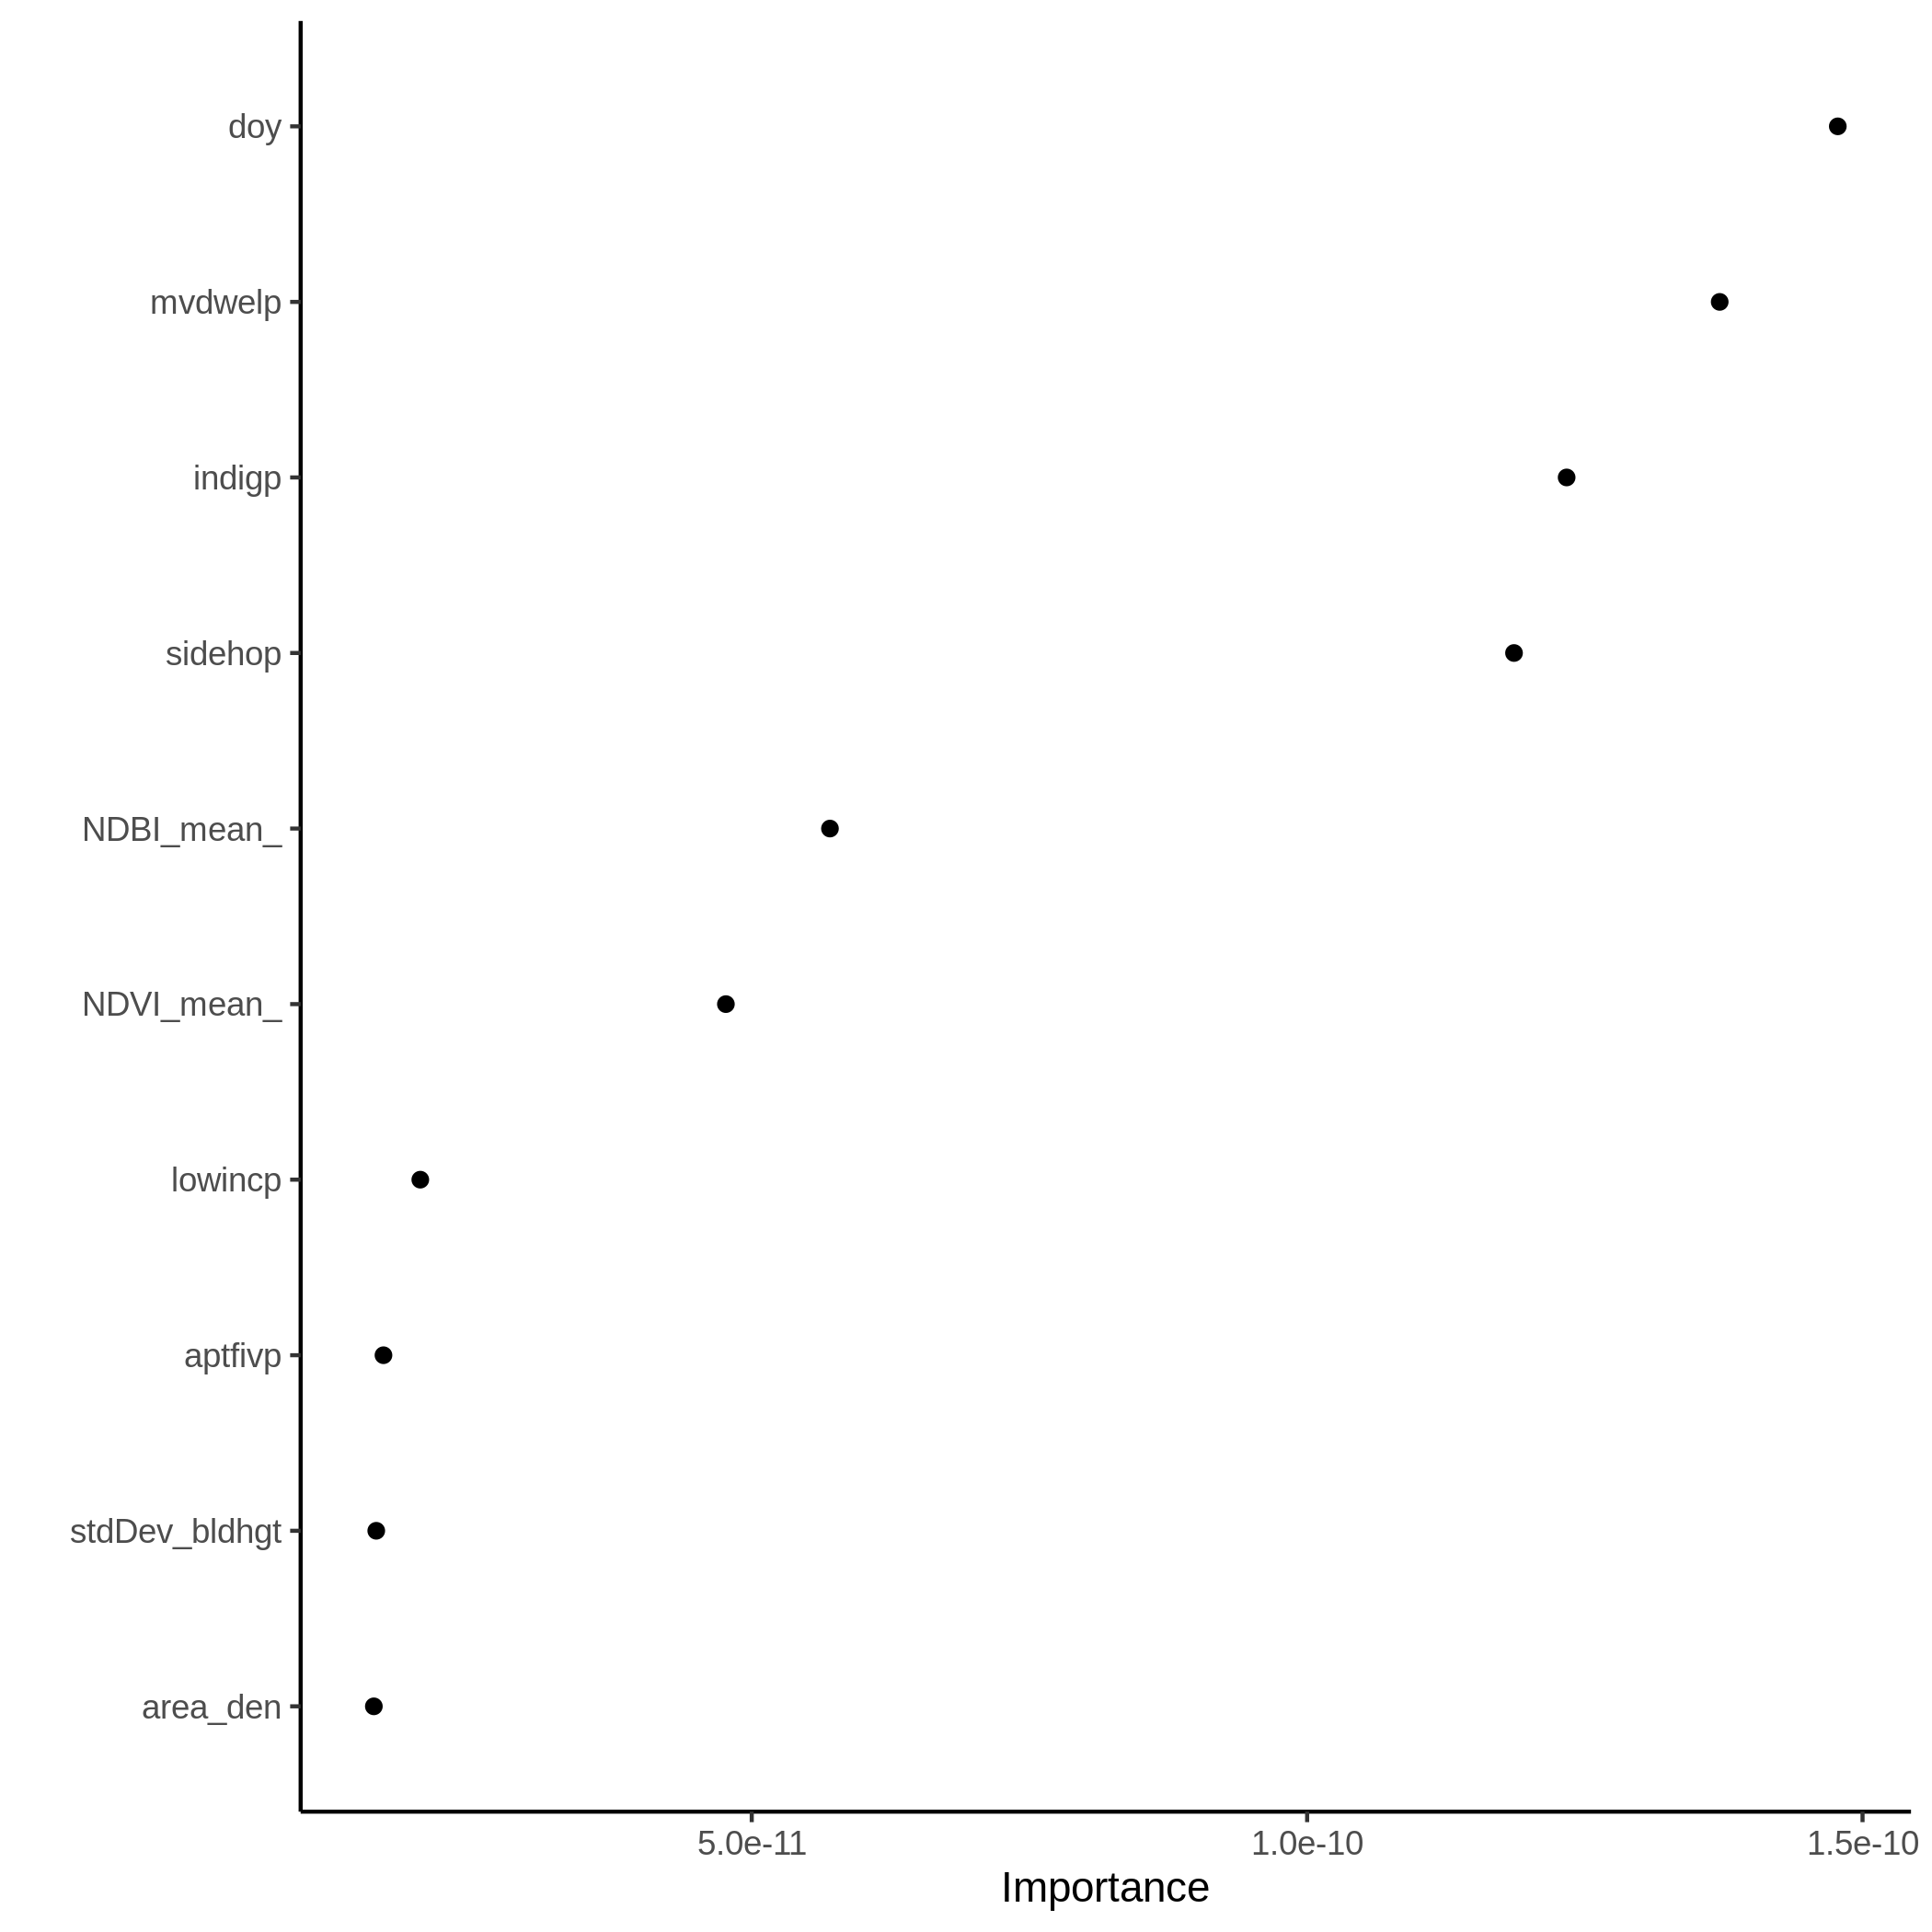 doy
mvdwelp
indigp
sidehop
NDBI_mean_
NDVI_mean_
lowincp
aptfivp
stdDev_bldhgt
area_den
5.0e-11 1.0e-10 1.5e-10
Importance